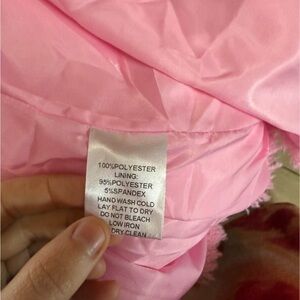 100%POLYESTER
LINING:
95%POLYESTER
5%SPANDEX
HAND WASH COLD
LAY FLAT TO DRY
DO NOT BLEACH
LOW IRON
DRY-CLEAN